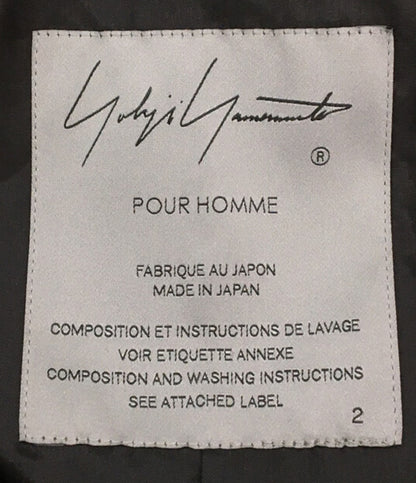 Yohji Yamamoto
®
POUR HOMME
FABRIQUE AU JAPON
MADE IN JAPAN
COMPOSITION ET INSTRUCTIONS DE LAVAGE
VOIR ETIQUETTE ANNEXE
COMPOSITION AND WASHING INSTRUCTIONS
SEE ATTACHED LABEL
2